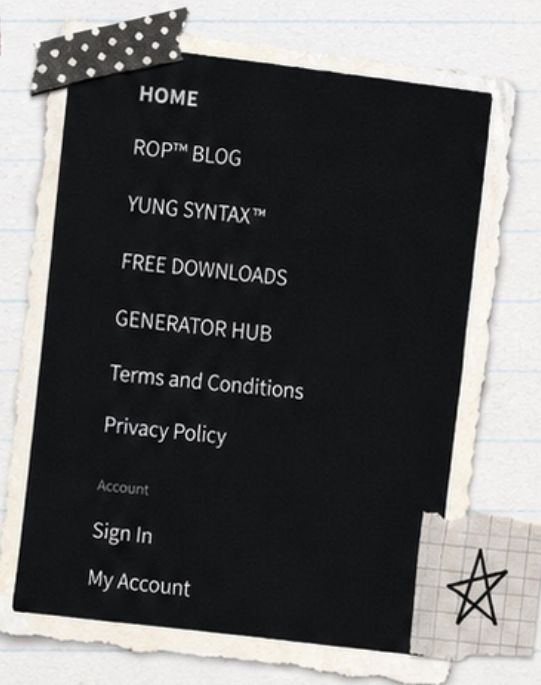 HOME
ROP™ BLOG
YUNG SYNTAX™
FREE DOWNLOADS
GENERATOR HUB
Terms and Conditions
Privacy Policy
Account
Sign In
My Account